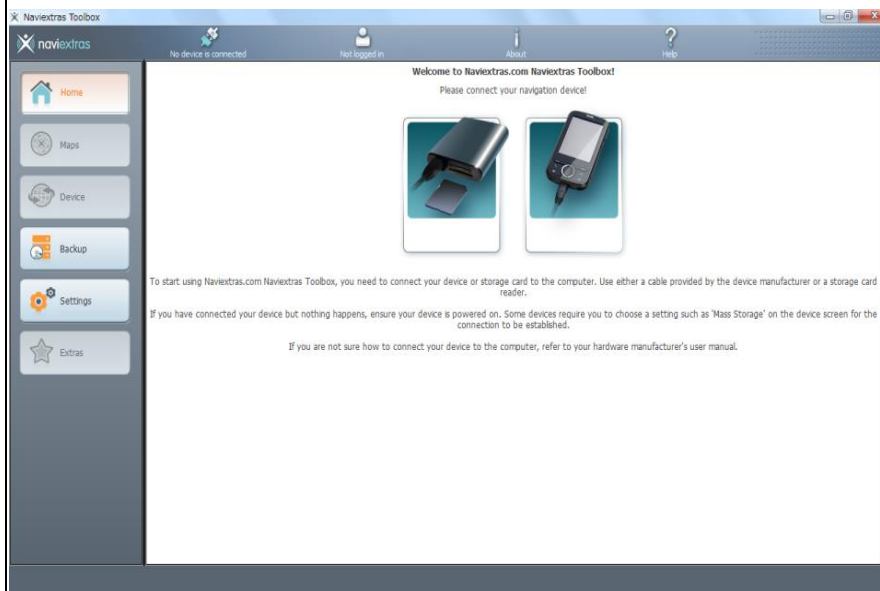 Naviextras Toolbox
naviextras
No device is connected
Not logged in
About
Help
Home
Maps
Device
Backup
Settings
Extras
Welcome to Naviextras.com Naviextras Toolbox!
Please connect your navigation device!
To start using Naviextras.com Naviextras Toolbox, you need to connect your device or storage card to the computer. Use either a cable provided by the device manufacturer or a storage card
reader.
If you have connected your device but nothing happens, ensure your device is powered on. Some devices require you to choose a setting such as 'Mass Storage' on the device screen for the
connection to be established.
If you are not sure how to connect your device to the computer, refer to your hardware manufacturer's user manual.